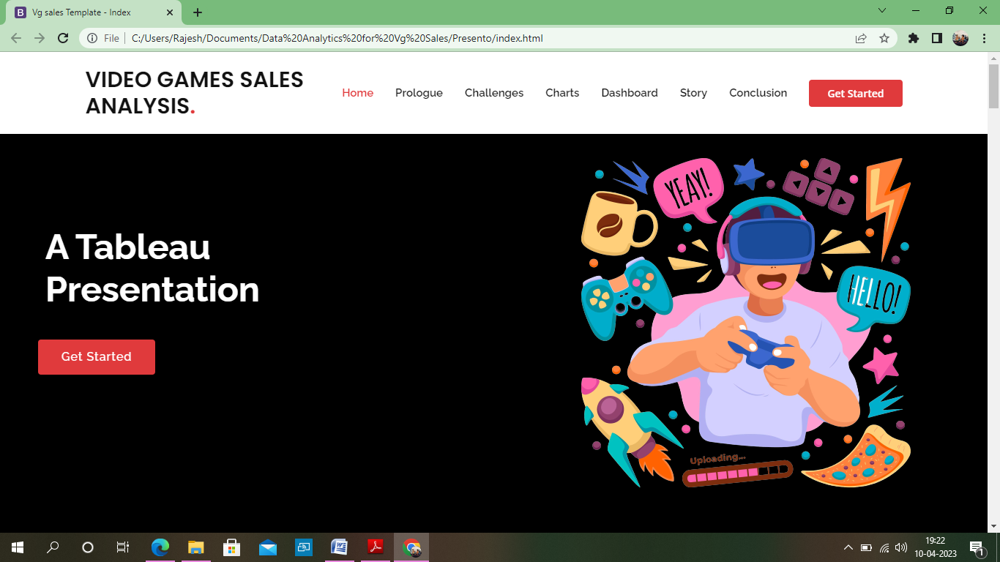 Vg sales Template - Index
File
C:/Users/Rajesh/Documents/Data%20Analytics%20for%20Vg%20Sales/Presento/index.html
VIDEO GAMES SALES
ANALYSIS.
Home Prologue Challenges Charts Dashboard Story Conclusion Get Started
YEAY!
A Tableau
Presentation
HELLO!
Get Started
Uploading...
19:22
10-04-2023
1